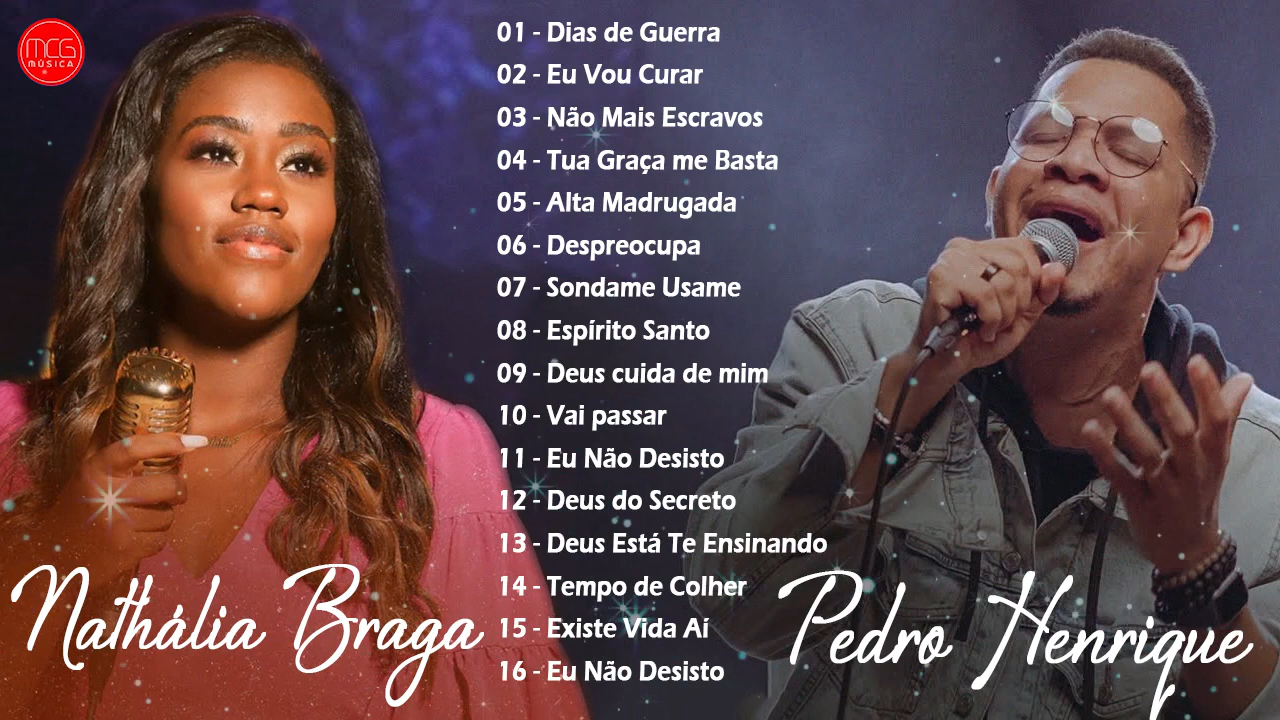 MCG
MÚSICA
01 - Dias de Guerra
02 - Eu Vou Curar
03 - Não Mais Escravos
04 - Tua Graça me Basta
05 - Alta Madrugada
06 - Despreocupa
07 - Sondame Usame
08 - Espírito Santo
09 - Deus cuida de mim
10 - Vai passar
11 - Eu Não Desisto
12 - Deus do Secreto
13 - Deus Está Te Ensinando
14 - Tempo de Colher
15 - Existe Vida Aí
16 - Eu Não Desisto
Nathália Braga
Pedro Henrique